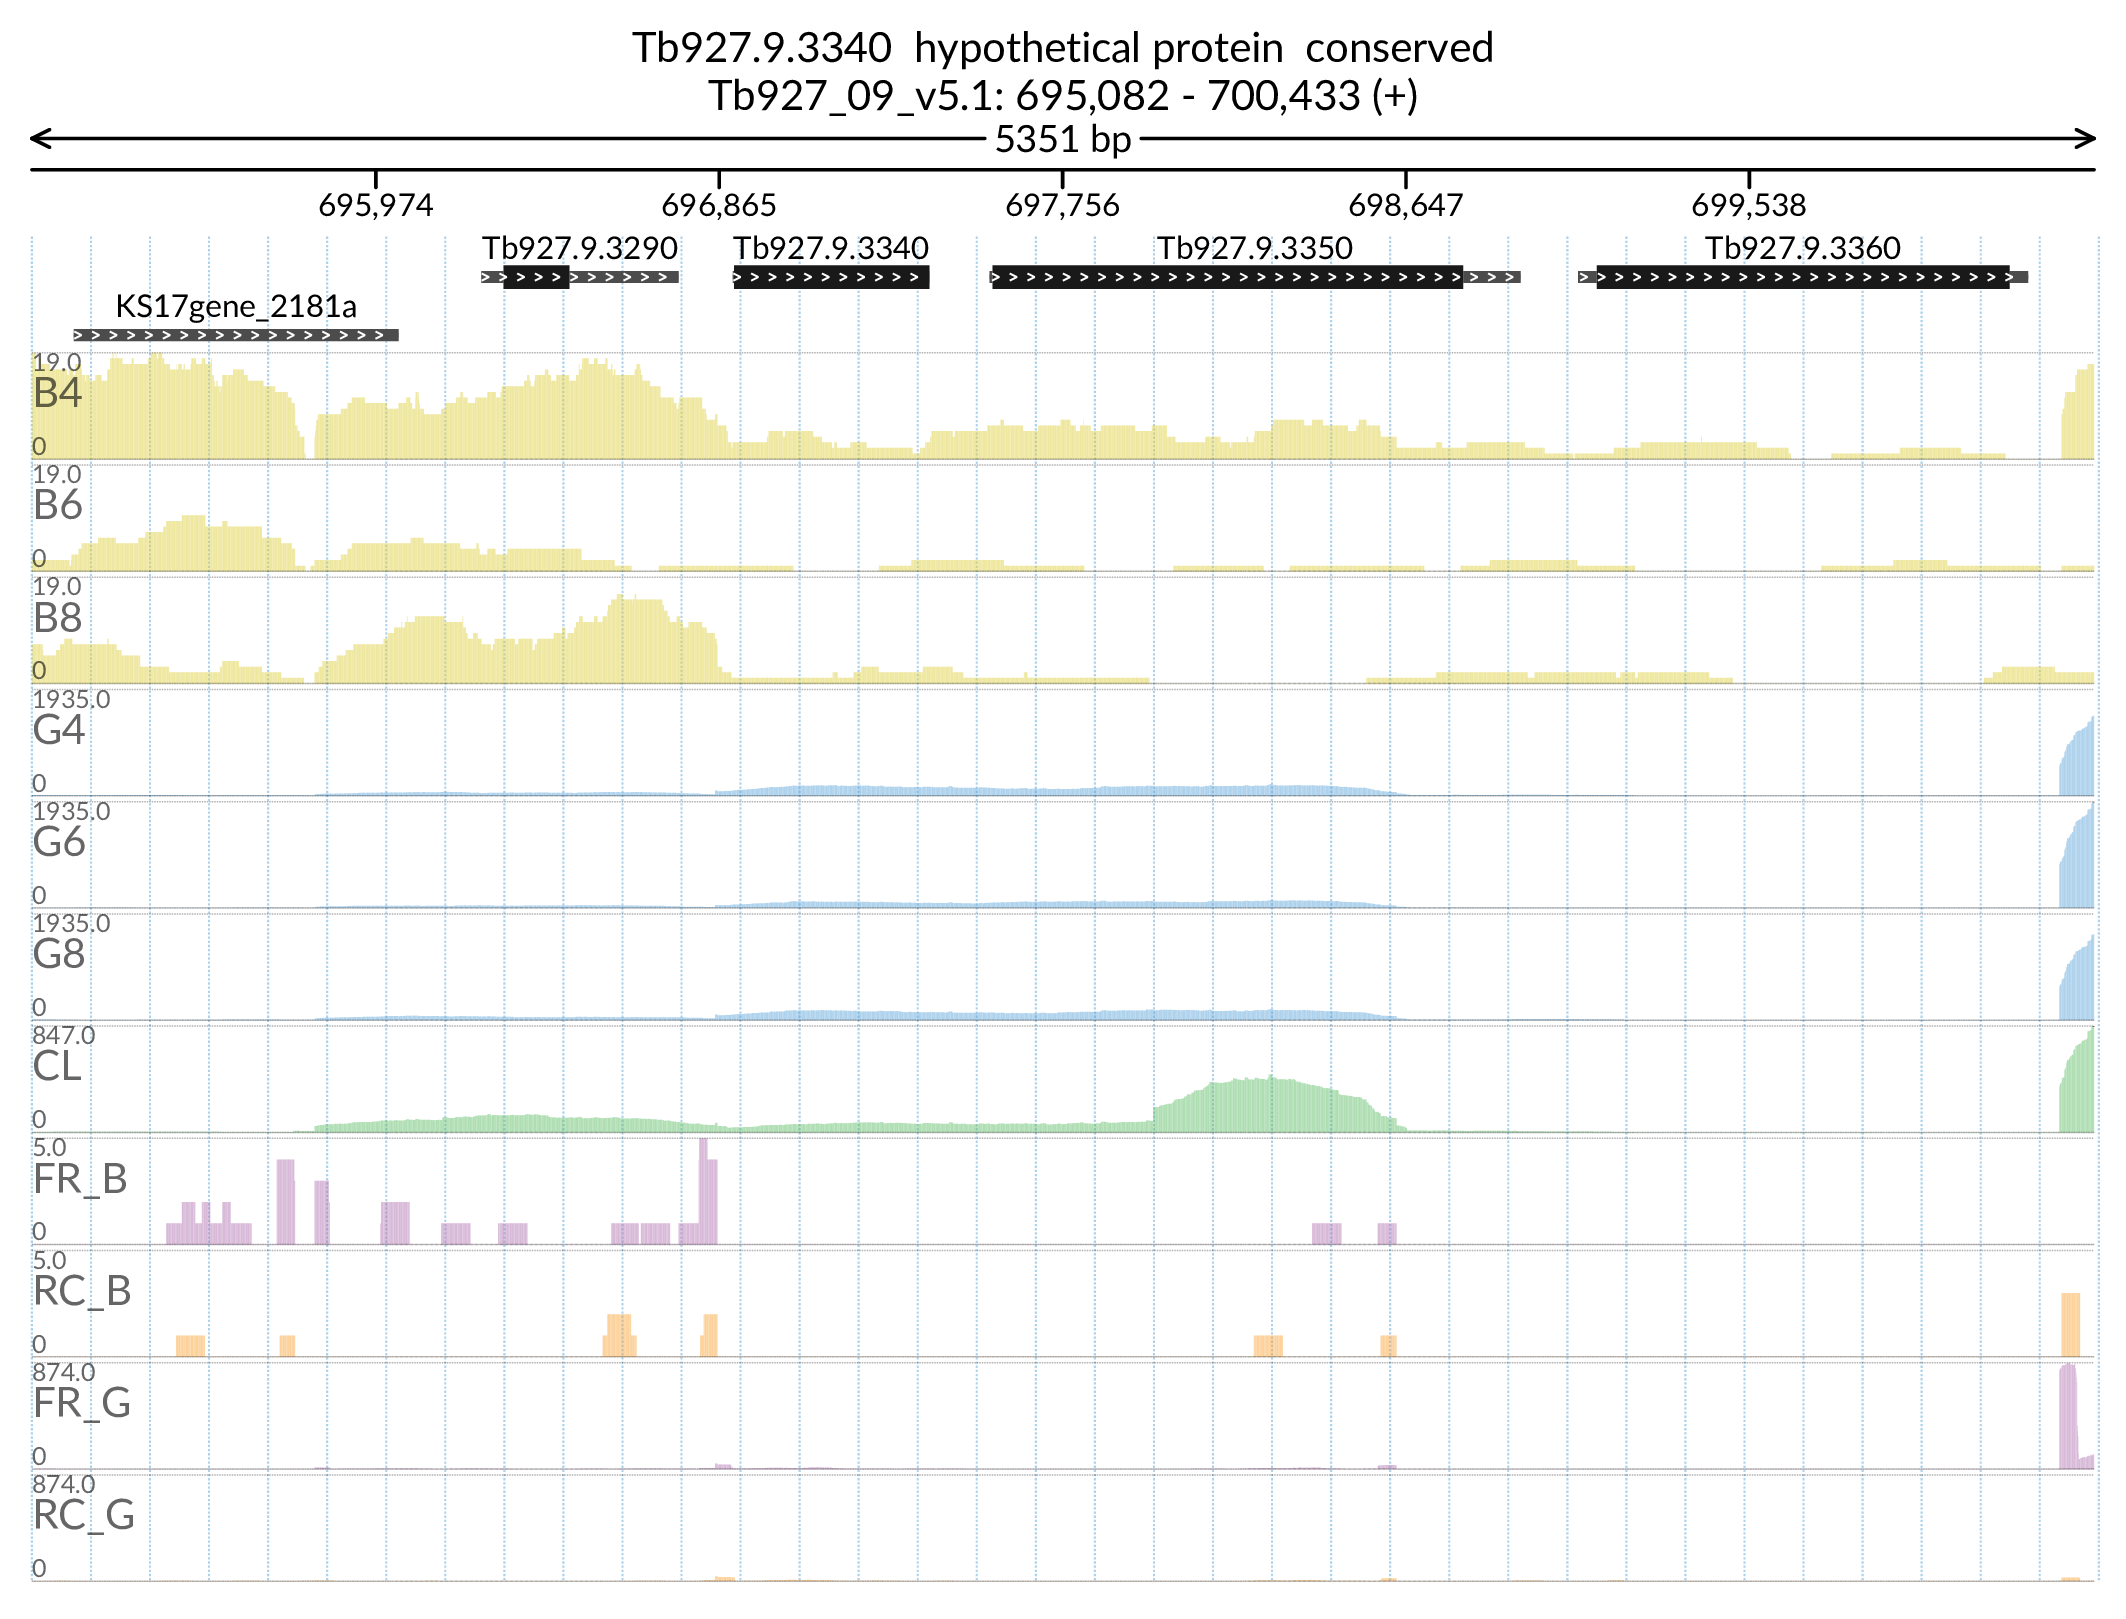 Tb927.9.3340  hypothetical protein  conserved
Tb927_09_v5.1: 695,082 - 700,433 (+)
5351 bp
695,974 696,865 697,756 698,647 699,538
Tb927.9.3290 Tb927.9.3340 Tb927.9.3350 Tb927.9.3360
KS17gene_2181a
19.0
B4
0
19.0
B6
0
19.0
B8
0
1935.0
G4
0
1935.0
G6
0
1935.0
G8
0
847.0
CL
0
5.0
FR_B
0
5.0
RC_B
0
874.0
FR_G
0
874.0
RC_G
0